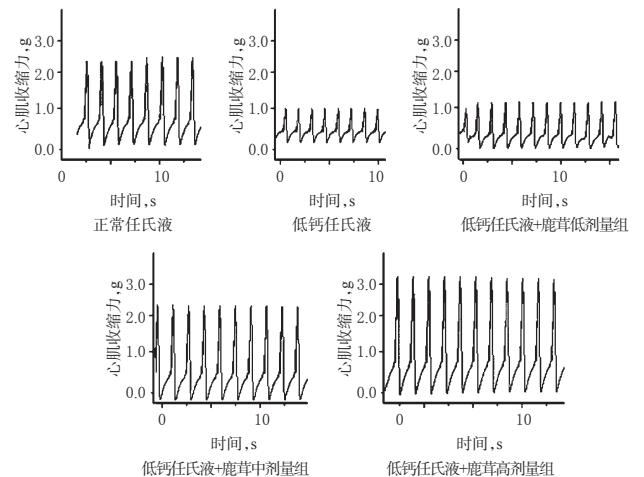 心肌收缩力,g
3.0
2.0
1.0
0.0
0
10
时间,s
正常任氏液
心肌收缩力,g
3.0
2.0
1.0
0.0
0
10
时间,s
低钙任氏液
心肌收缩力,g
3.0
2.0
1.0
0.0
0
10
时间,s
低钙任氏液+鹿茸低剂量组
心肌收缩力,g
3.0
2.0
1.0
0.0
0
10
时间,s
低钙任氏液+鹿茸中剂量组
心肌收缩力,g
3.0
2.0
1.0
0.0
0
10
时间,s
低钙任氏液+鹿茸高剂量组